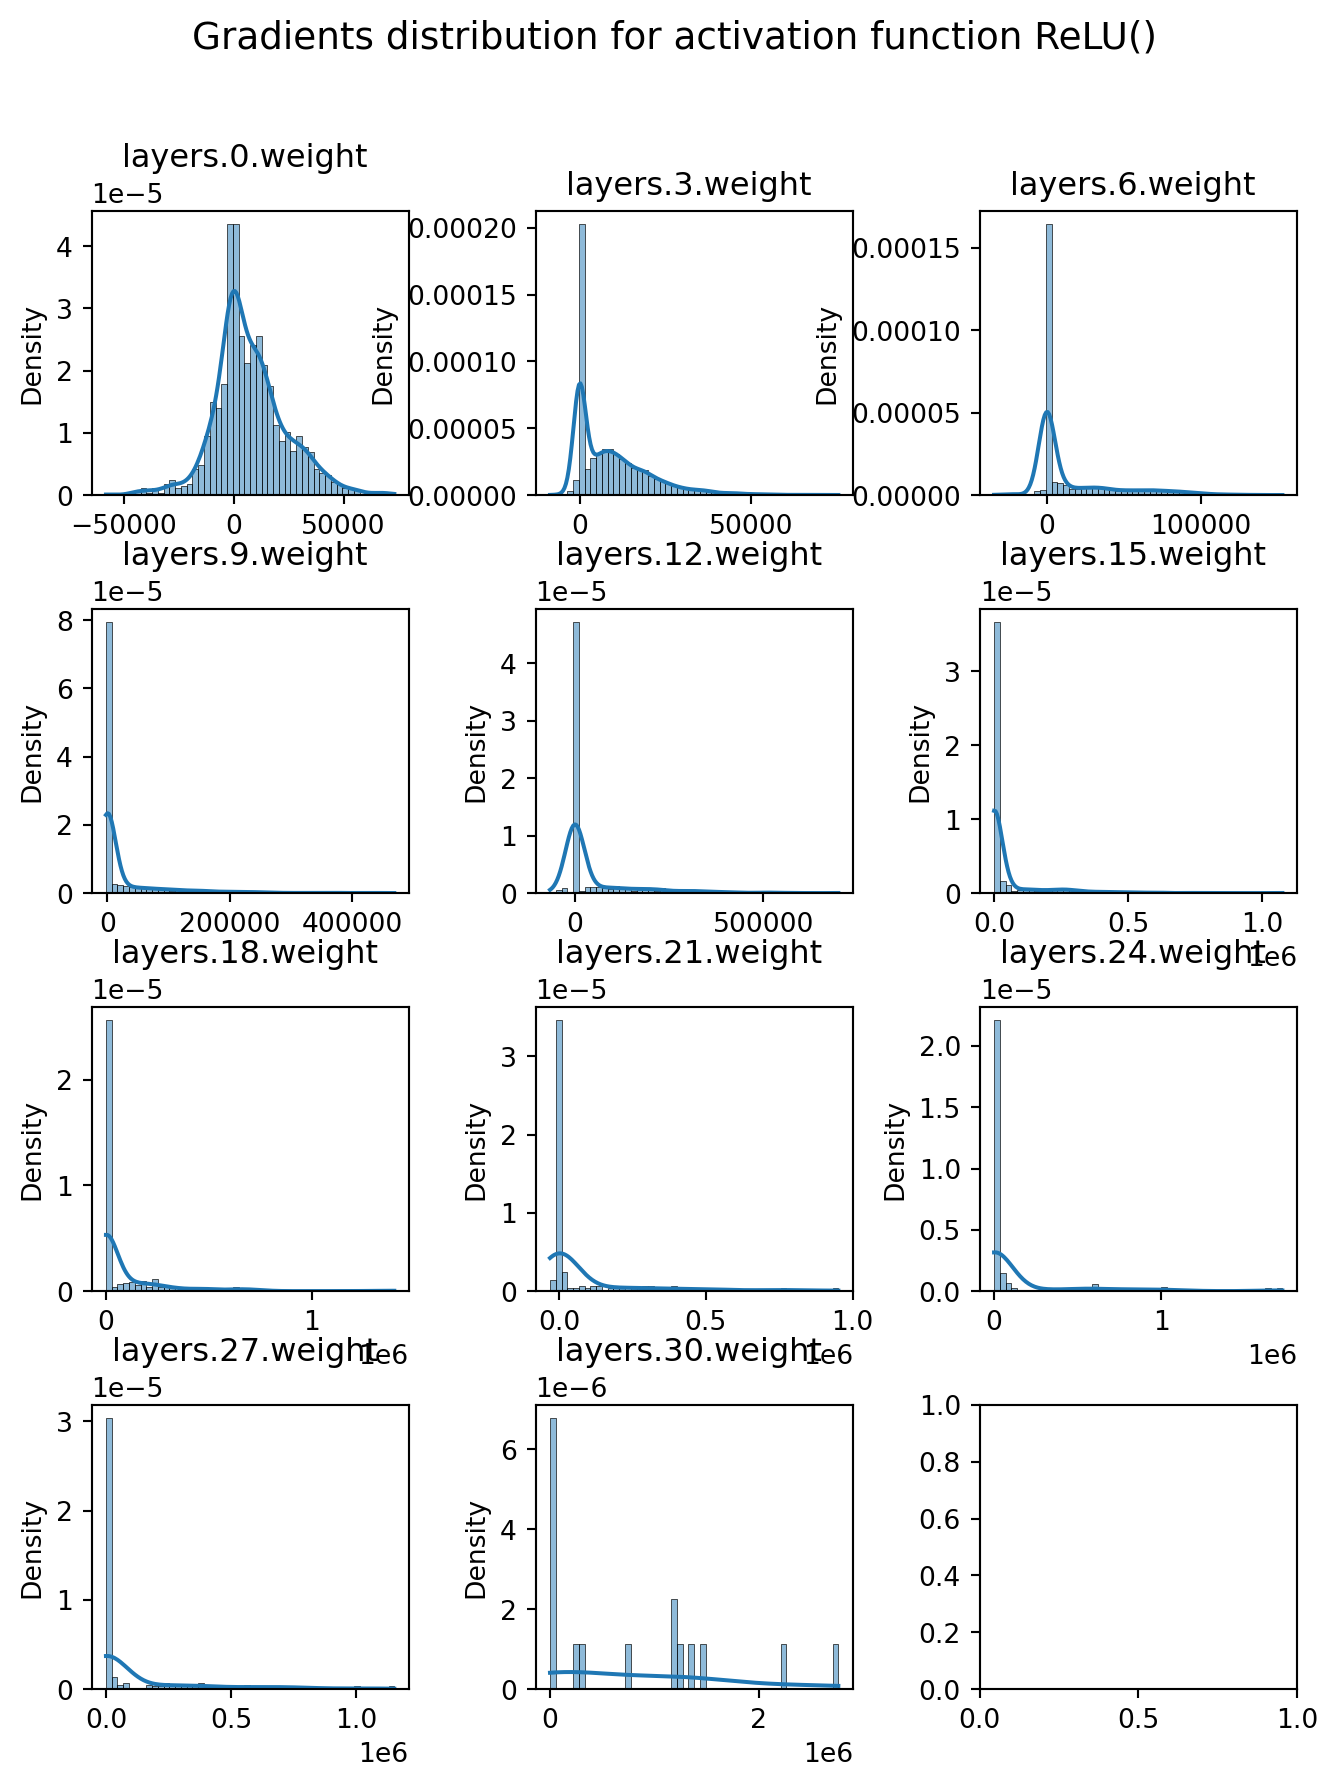 Gradients distribution for activation function ReLU()
layers.0.weight
1e−5
Density
4
3
2
1
0
−50000 0 50000
layers.3.weight
Density
0.00020
0.00015
0.00010
0.00005
0.00000
0 50000
layers.6.weight
Density
0.00015
0.00010
0.00005
0.00000
0 100000
layers.9.weight
1e−5
Density
8
6
4
2
0
0 200000 400000
layers.12.weight
1e−5
Density
4
3
2
1
0
0 500000
layers.15.weight
1e−5
Density
3
2
1
0
0.0 0.5 1.0
1e6
layers.18.weight
1e−5
Density
2
1
0
0 1
1e6
layers.21.weight
1e−5
Density
3
2
1
0
0.0 0.5 1.0
1e6
layers.24.weight
1e−5
Density
2.0
1.5
1.0
0.5
0.0
0 1
1e6
layers.27.weight
1e−5
Density
3
2
1
0
0.0 0.5 1.0
1e6
layers.30.weight
1e−6
Density
6
4
2
0
0 2
1e6
1.0
0.8
0.6
0.4
0.2
0.0
0.0 0.5 1.0